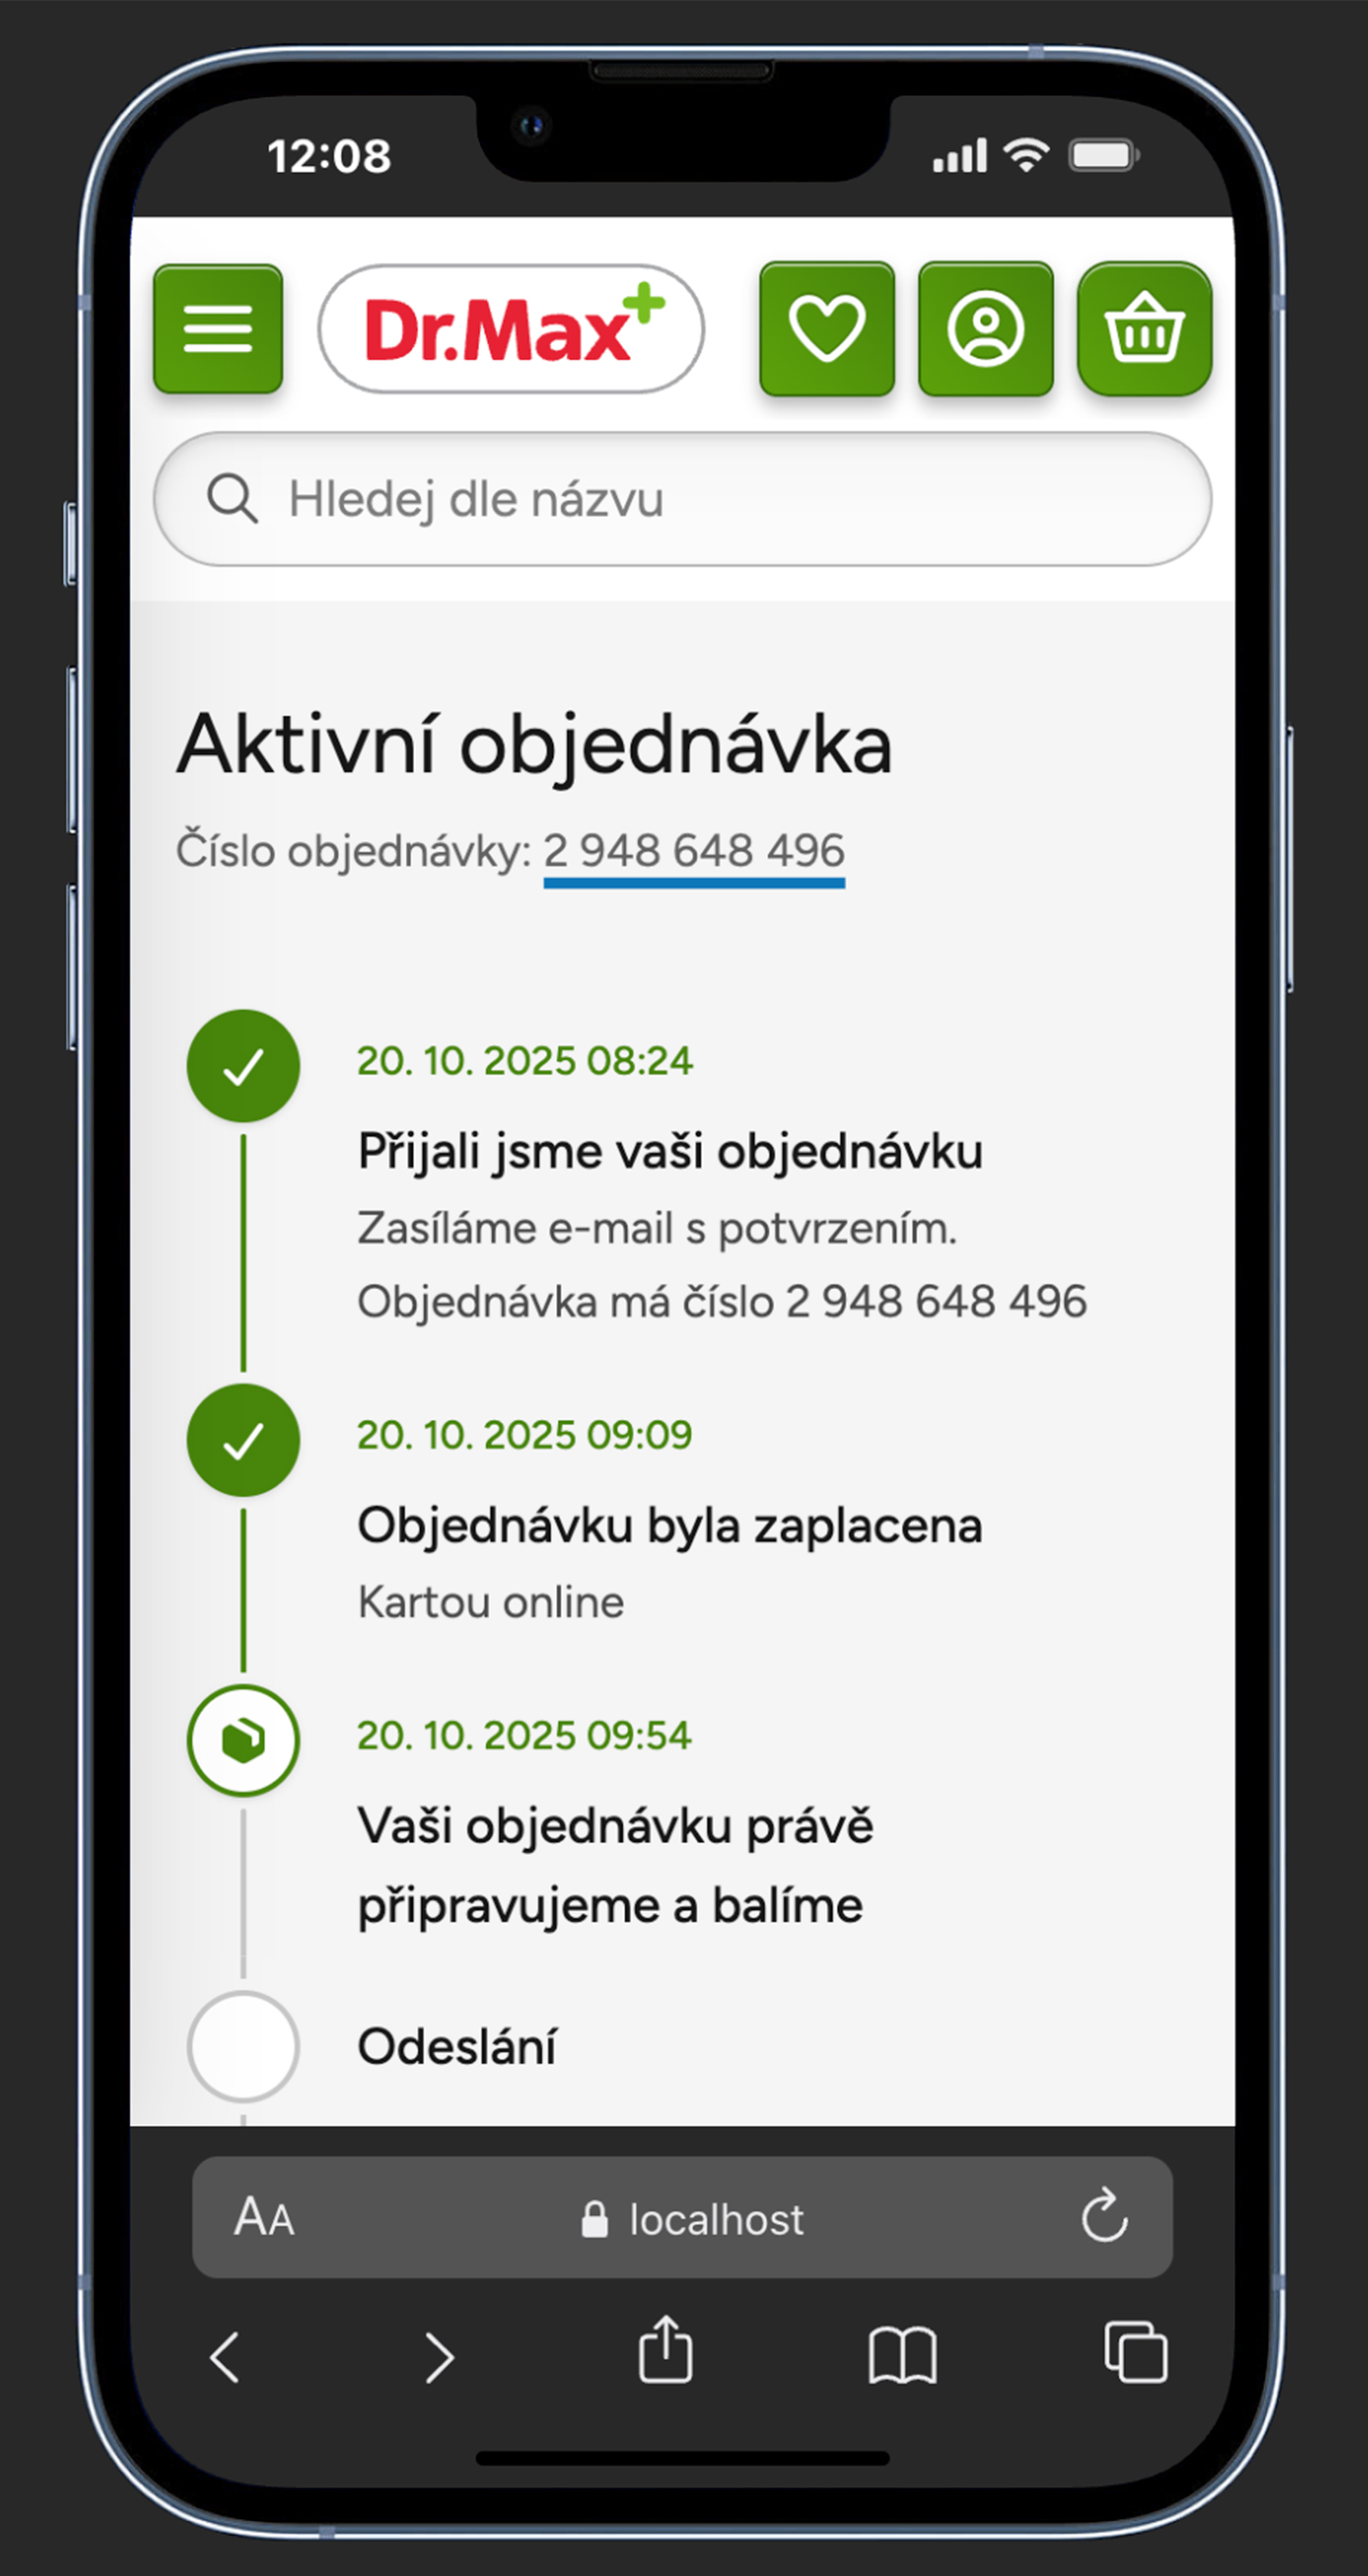 12:08
Dr.Max+
Hledej dle názvu
Aktivní objednávka
Číslo objednávky: 2 948 648 496
20. 10. 2025 08:24
Přijali jsme vaši objednávku
Zasíláme e-mail s potvrzením.
Objednávka má číslo 2 948 648 496
20. 10. 2025 09:09
Objednávku byla zaplacena
Kartou online
20. 10. 2025 09:54
Vaši objednávku právě
připravujeme a balíme
Odeslání
AA localhost